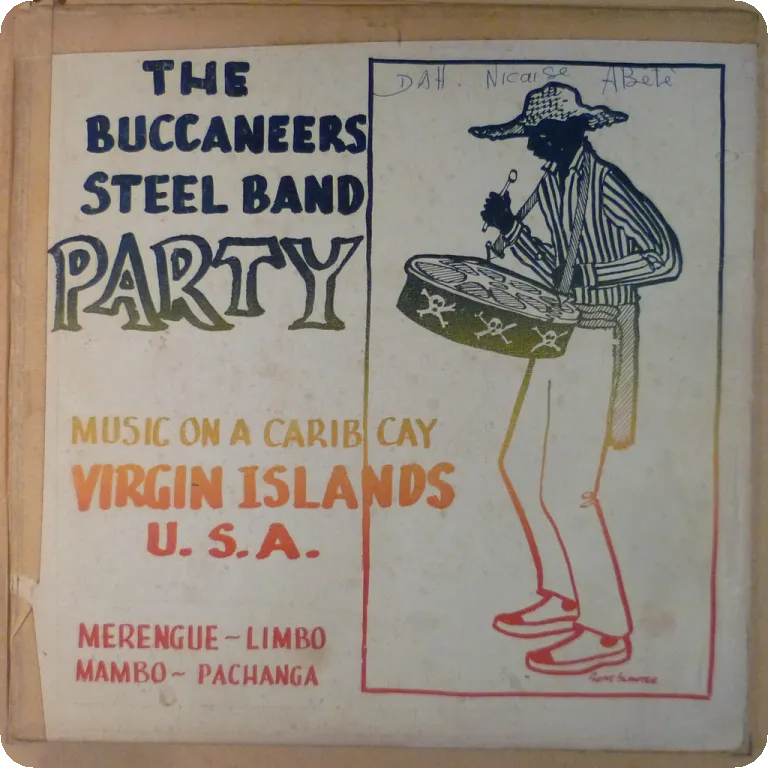 THE
BUCCANEERS
STEEL BAND
PARTY
DAH. Nicaise ABeTe
MUSIC ON A CARIB CAY
VIRGIN ISLANDS
U.S.A.
MERENGUE~LIMBO
MAMBO~PACHANGA